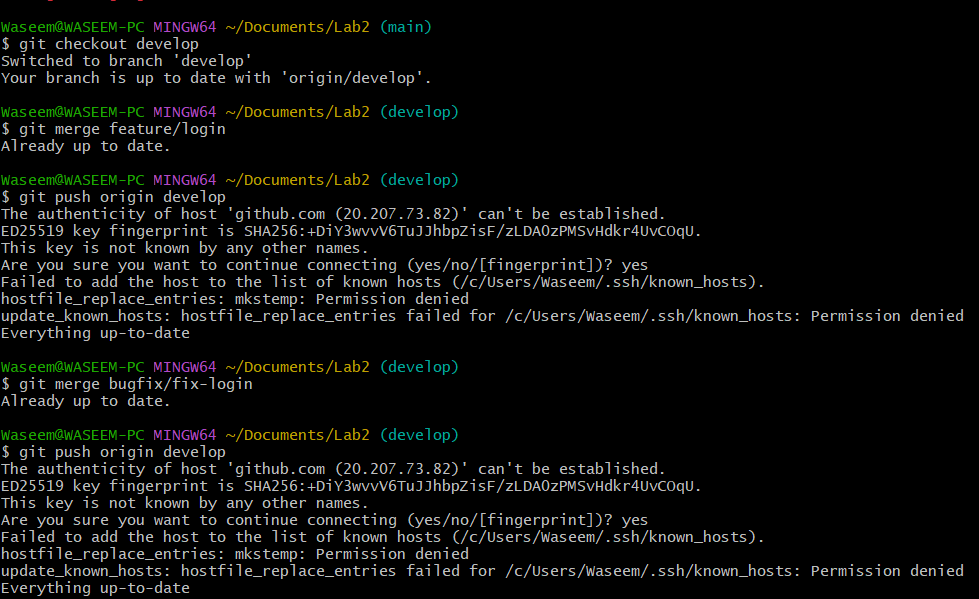 Waseem@WASEEM-PC MINGW64 ~/Documents/Lab2 (main)
$ git checkout develop
Switched to branch 'develop'
Your branch is up to date with 'origin/develop'.

Waseem@WASEEM-PC MINGW64 ~/Documents/Lab2 (develop)
$ git merge feature/login
Already up to date.

Waseem@WASEEM-PC MINGW64 ~/Documents/Lab2 (develop)
$ git push origin develop
The authenticity of host 'github.com (20.207.73.82)' can't be established.
ED25519 key fingerprint is SHA256:+DiY3wvvV6TuJJhbpZisF/zLDA0zPMSvHdkr4UvCOqU.
This key is not known by any other names.
Are you sure you want to continue connecting (yes/no/[fingerprint])? yes
Failed to add the host to the list of known hosts (/c/Users/Waseem/.ssh/known_hosts).
hostfile_replace_entries: mkstemp: Permission denied
update_known_hosts: hostfile_replace_entries failed for /c/Users/Waseem/.ssh/known_hosts: Permission denied
Everything up-to-date

Waseem@WASEEM-PC MINGW64 ~/Documents/Lab2 (develop)
$ git merge bugfix/fix-login
Already up to date.

Waseem@WASEEM-PC MINGW64 ~/Documents/Lab2 (develop)
$ git push origin develop
The authenticity of host 'github.com (20.207.73.82)' can't be established.
ED25519 key fingerprint is SHA256:+DiY3wvvV6TuJJhbpZisF/zLDA0zPMSvHdkr4UvCOqU.
This key is not known by any other names.
Are you sure you want to continue connecting (yes/no/[fingerprint])? yes
Failed to add the host to the list of known hosts (/c/Users/Waseem/.ssh/known_hosts).
hostfile_replace_entries: mkstemp: Permission denied
update_known_hosts: hostfile_replace_entries failed for /c/Users/Waseem/.ssh/known_hosts: Permission denied
Everything up-to-date